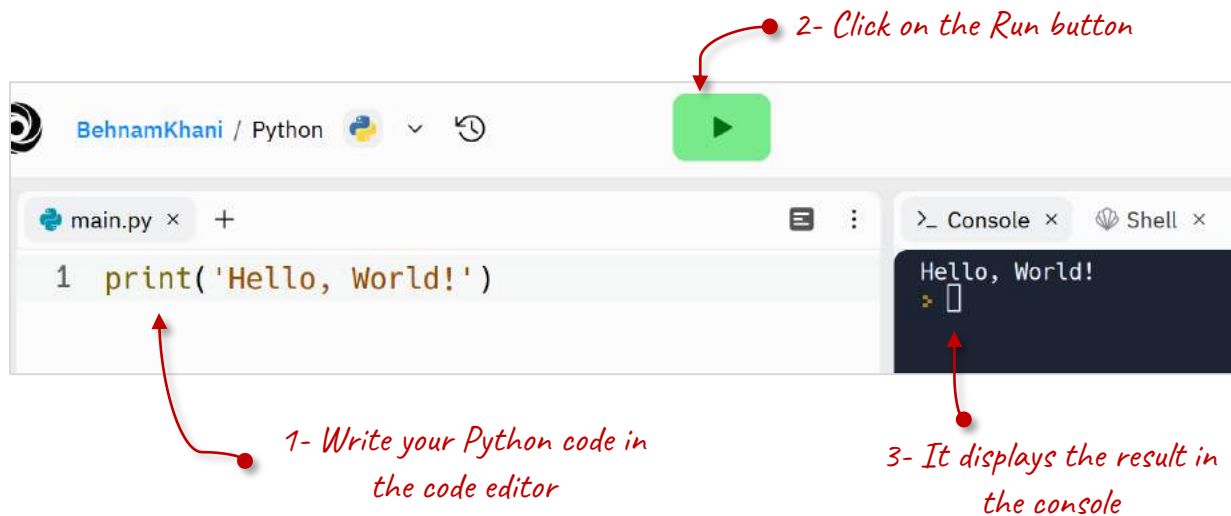 2- Click on the Run button
BehnamKhani / Python
main.py × +
>_ Console × Shell ×
1 print('Hello, World!')
Hello, World!
>
1- Write your Python code in
the code editor
3- It displays the result in
the console